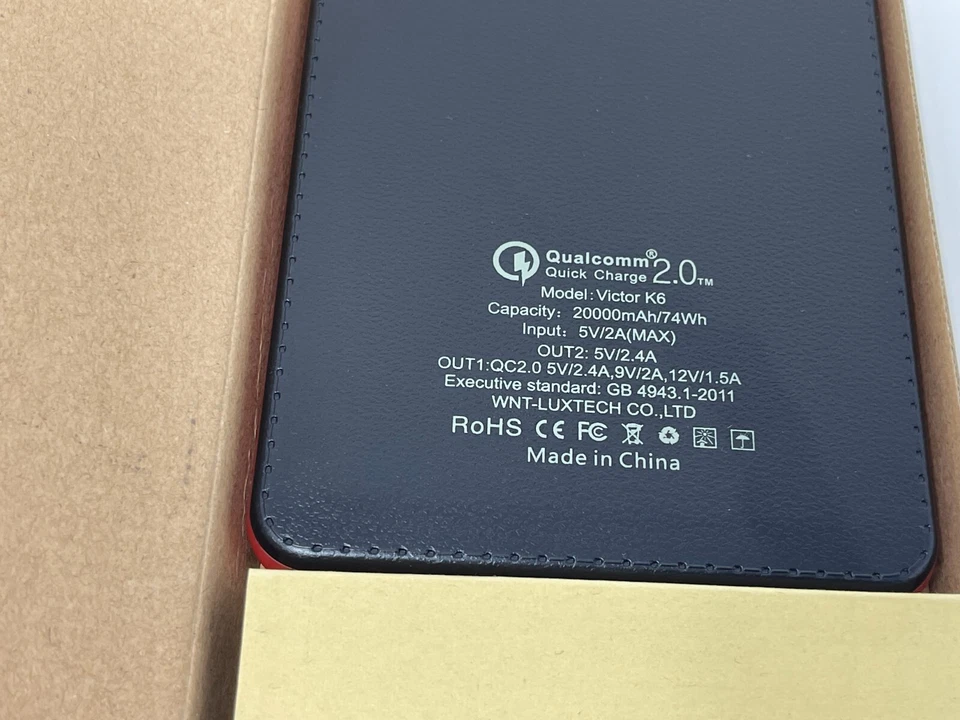 Qualcomm® Quick Charge 2.0™
Model: Victor K6
Capacity: 20000mAh/74Wh
Input: 5V/2A(MAX)
OUT2: 5V/2.4A
OUT1:QC2.0 5V/2.4A,9V/2A,12V/1.5A
Executive standard: GB 4943.1-2011
WNT-LUXTECH CO.,LTD
RoHS CE FC
Made in China